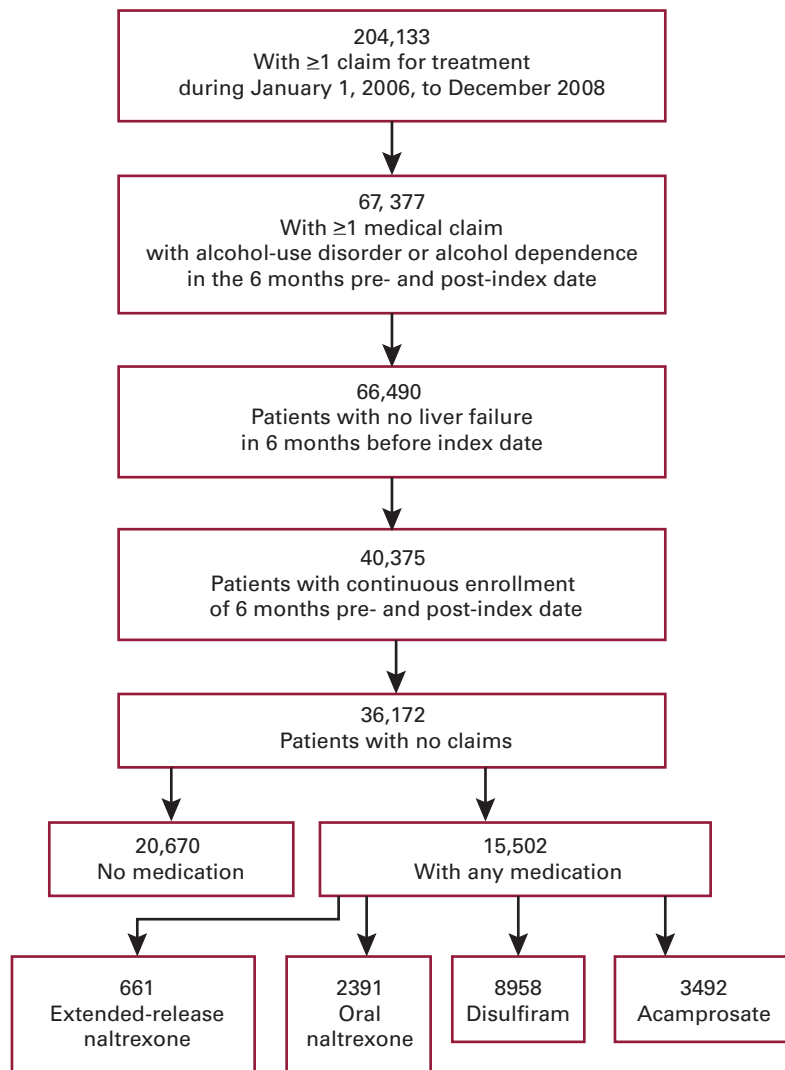 204,133
With ≥1 claim for treatment
during January 1, 2006, to December 2008
67, 377
With ≥1 medical claim
with alcohol-use disorder or alcohol dependence
in the 6 months pre- and post-index date
66,490
Patients with no liver failure
in 6 months before index date
40,375
Patients with continuous enrollment
of 6 months pre- and post-index date
36,172
Patients with no claims
20,670
No medication
15,502
With any medication
661
Extended-release
naltrexone
2391
Oral
naltrexone
8958
Disulfiram
3492
Acamprosate